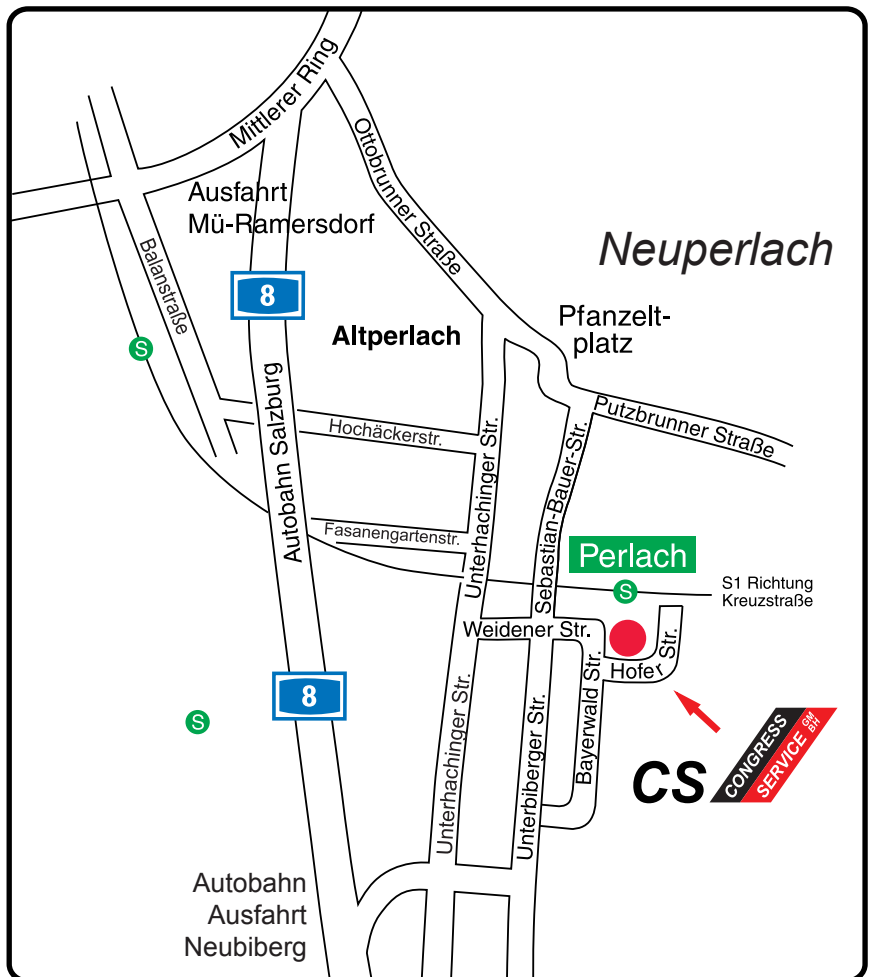 Mittlerer Ring
Ottobrunner Straße
Ausfahrt
Mü-Ramersdorf
Neuperlach
Balanstraße
8
Altperlach
Pfanzelt-
platz
S
Autobahn Salzburg
Hochäckerstr.
Unterhachinger Str.
Sebastian-Bauer-Str.
Putzbrunner Straße
Fasanengartenstr.
Perlach
S
S1 Richtung
Kreuzstraße
Weidener Str.
Hofer Str.
8
S
Unterhachinger Str.
Unterbiberger Str.
Bayerwald Str.
CS
CONGRESS
SERVICE GM
BH
Autobahn
Ausfahrt
Neubiberg